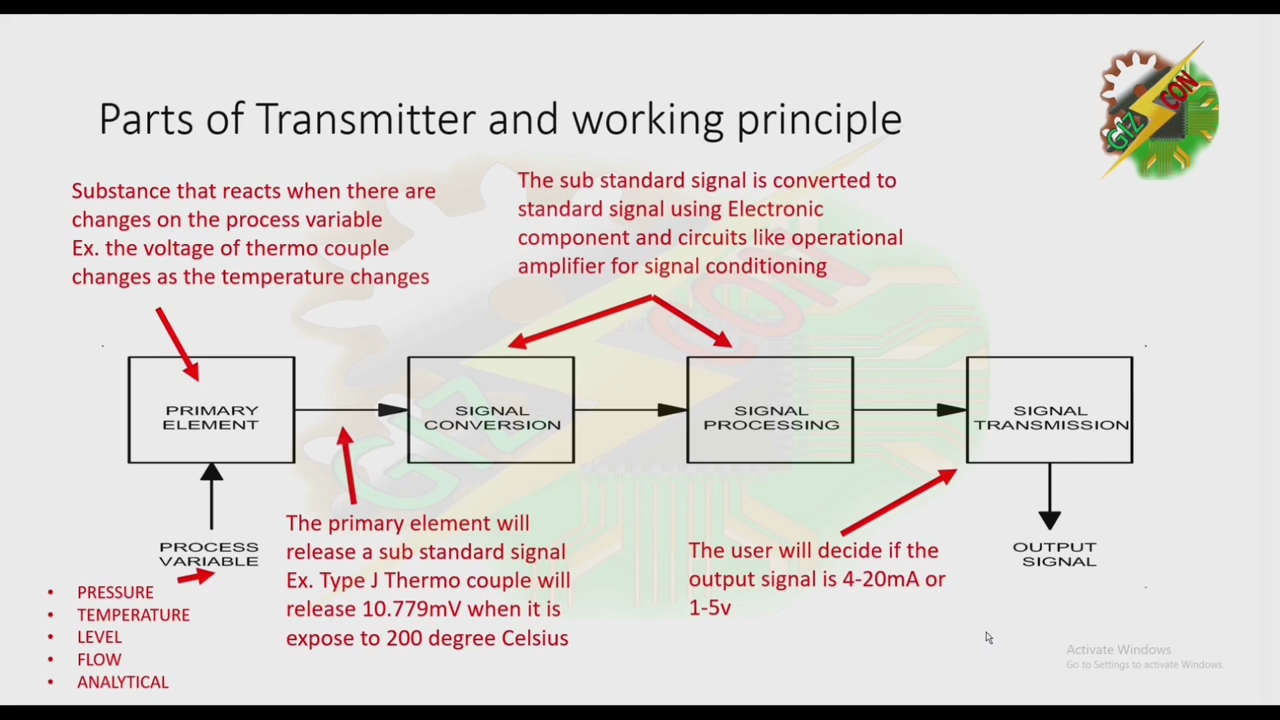 Parts of Transmitter and working principle
GIZ
CON
Substance that reacts when there are
changes on the process variable
Ex. the voltage of thermo couple
changes as the temperature changes
The sub standard signal is converted to
standard signal using Electronic
component and circuits like operational
amplifier for signal conditioning
PRIMARY
ELEMENT
SIGNAL
CONVERSION
SIGNAL
PROCESSING
SIGNAL
TRANSMISSION
PROCESS
VARIABLE
PRESSURE
TEMPERATURE
LEVEL
FLOW
ANALYTICAL
The primary element will
release a sub standard signal
Ex. Type J Thermo couple will
release 10.779mV when it is
expose to 200 degree Celsius
The user will decide if the
output signal is 4-20mA or
1-5v
OUTPUT
SIGNAL
GIZ
CON
Activate Windows
Go to Settings to activate Windows.